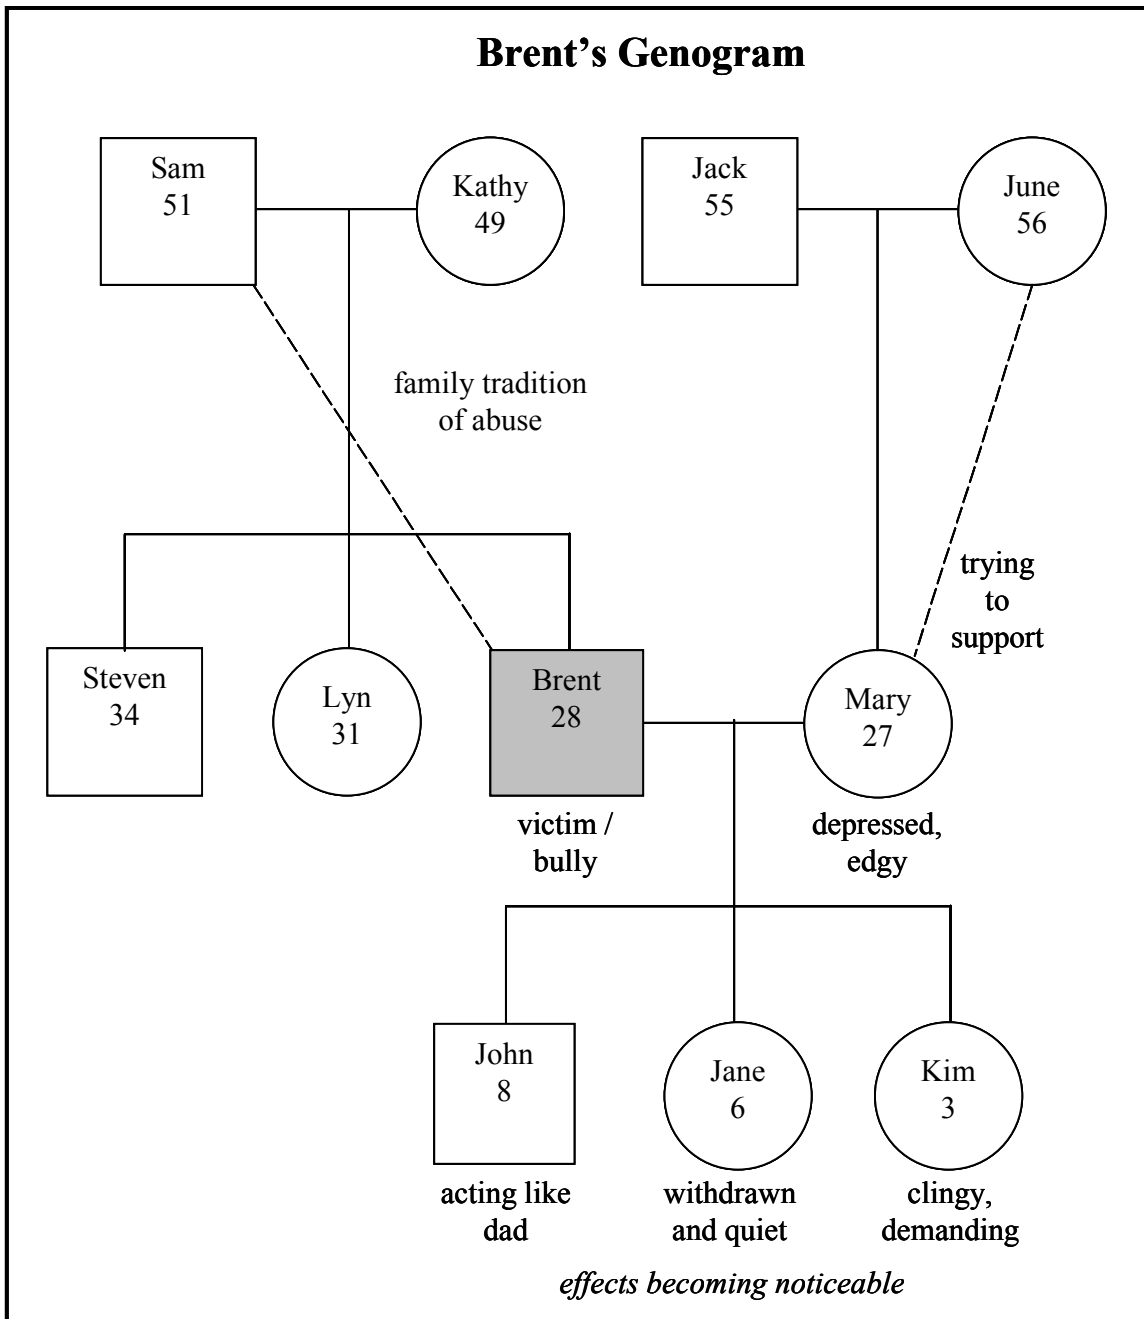 Brent's Genogram
Sam
51
Kathy
49
Jack
55
June
56
family tradition
of abuse
trying
to
support
Steven
34
Lyn
31
Brent
28
Mary
27
victim /
bully
depressed,
edgy
John
8
Jane
6
Kim
3
acting like
dad
withdrawn
and quiet
clingy,
demanding
effects becoming noticeable